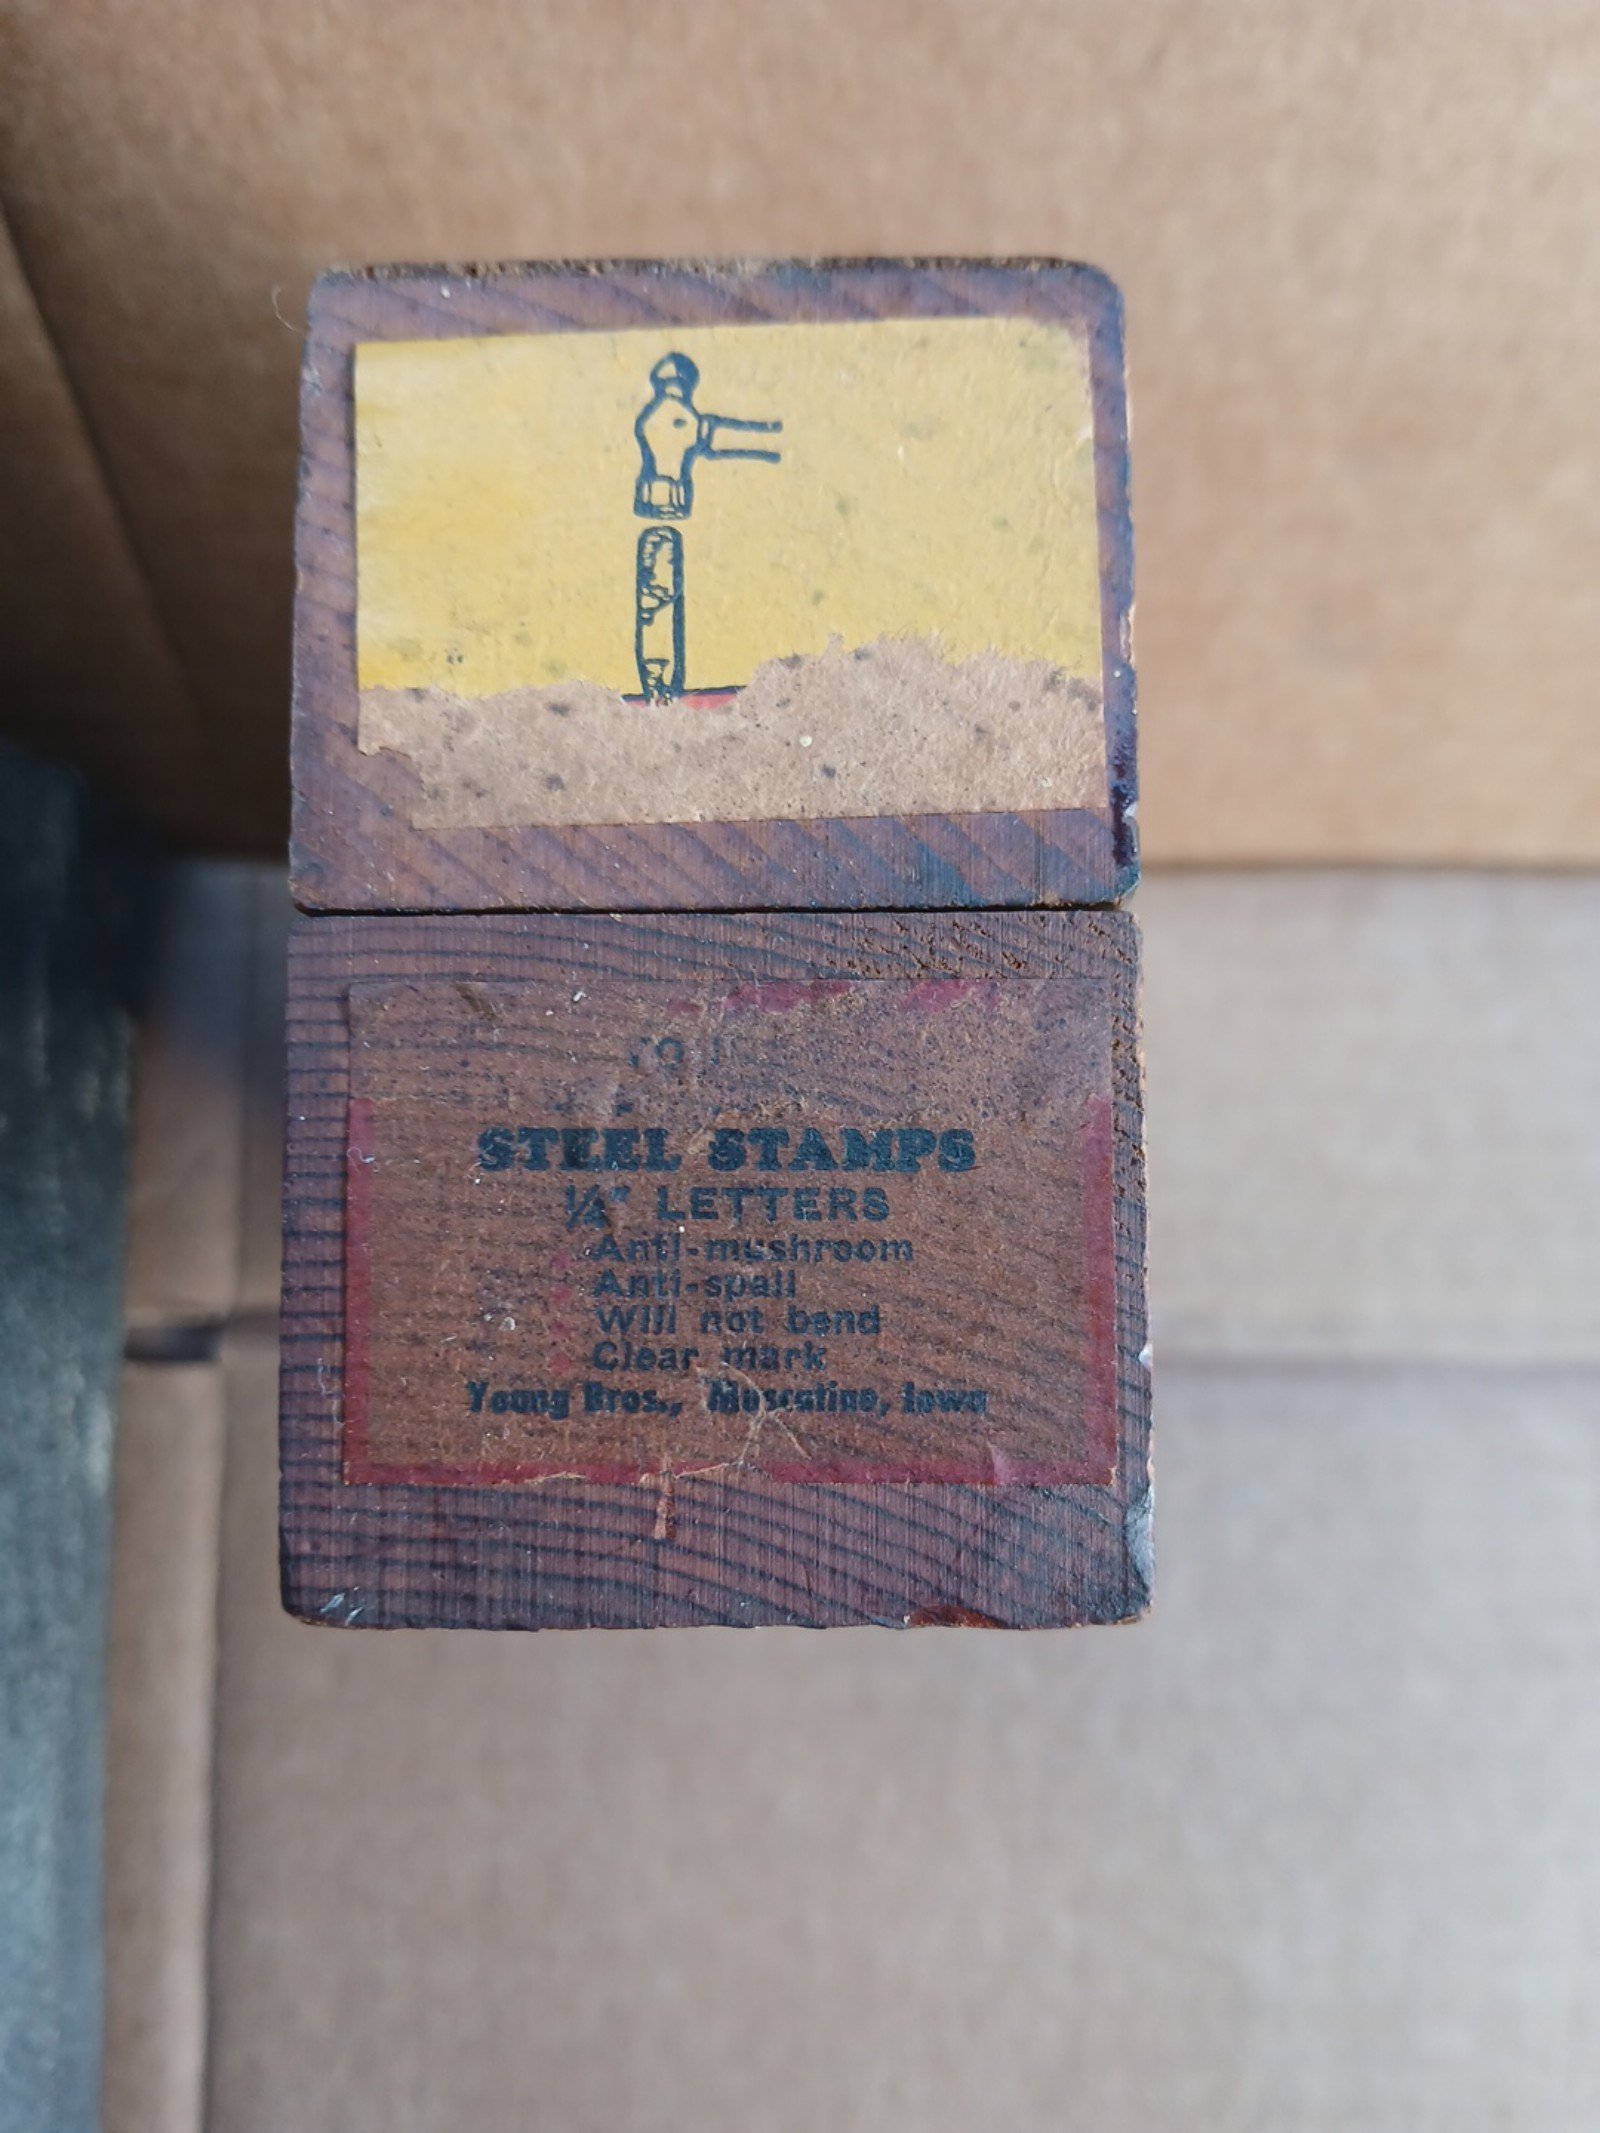 STEEL STAMPS
1/4" LETTERS
Anti-mushroom
Anti-spall
Will not bend
Clear mark
Young Bros., Muscatine, Iowa